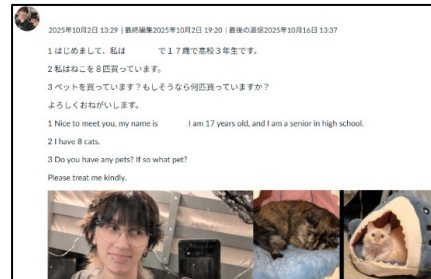 2025年10月2日 13:29 | 最終編集2025年10月2日 19:20 | 最後の返信2025年10月16日 13:37
1 はじめまして、私は　　　で１７歳で高校３年生です。
2 私はねこを８匹買っています。
3 ペットを買っています？もしそうなら何匹買っていますか？
よろしくおねがいします。
1 Nice to meet you, my name is       I am 17 years old, and I am a senior in high school.
2 I have 8 cats.
3 Do you have any pets? If so what pet?
Please treat me kindly.